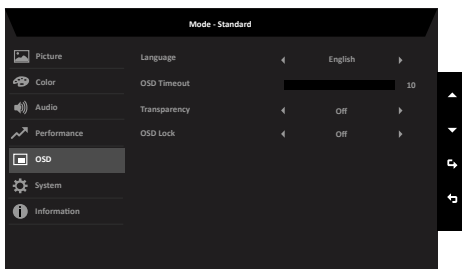 Mode - Standard
Picture
Language English
Color
OSD Timeout 10
Audio
Transparency Off
Performance
OSD Lock Off
OSD
System
Information